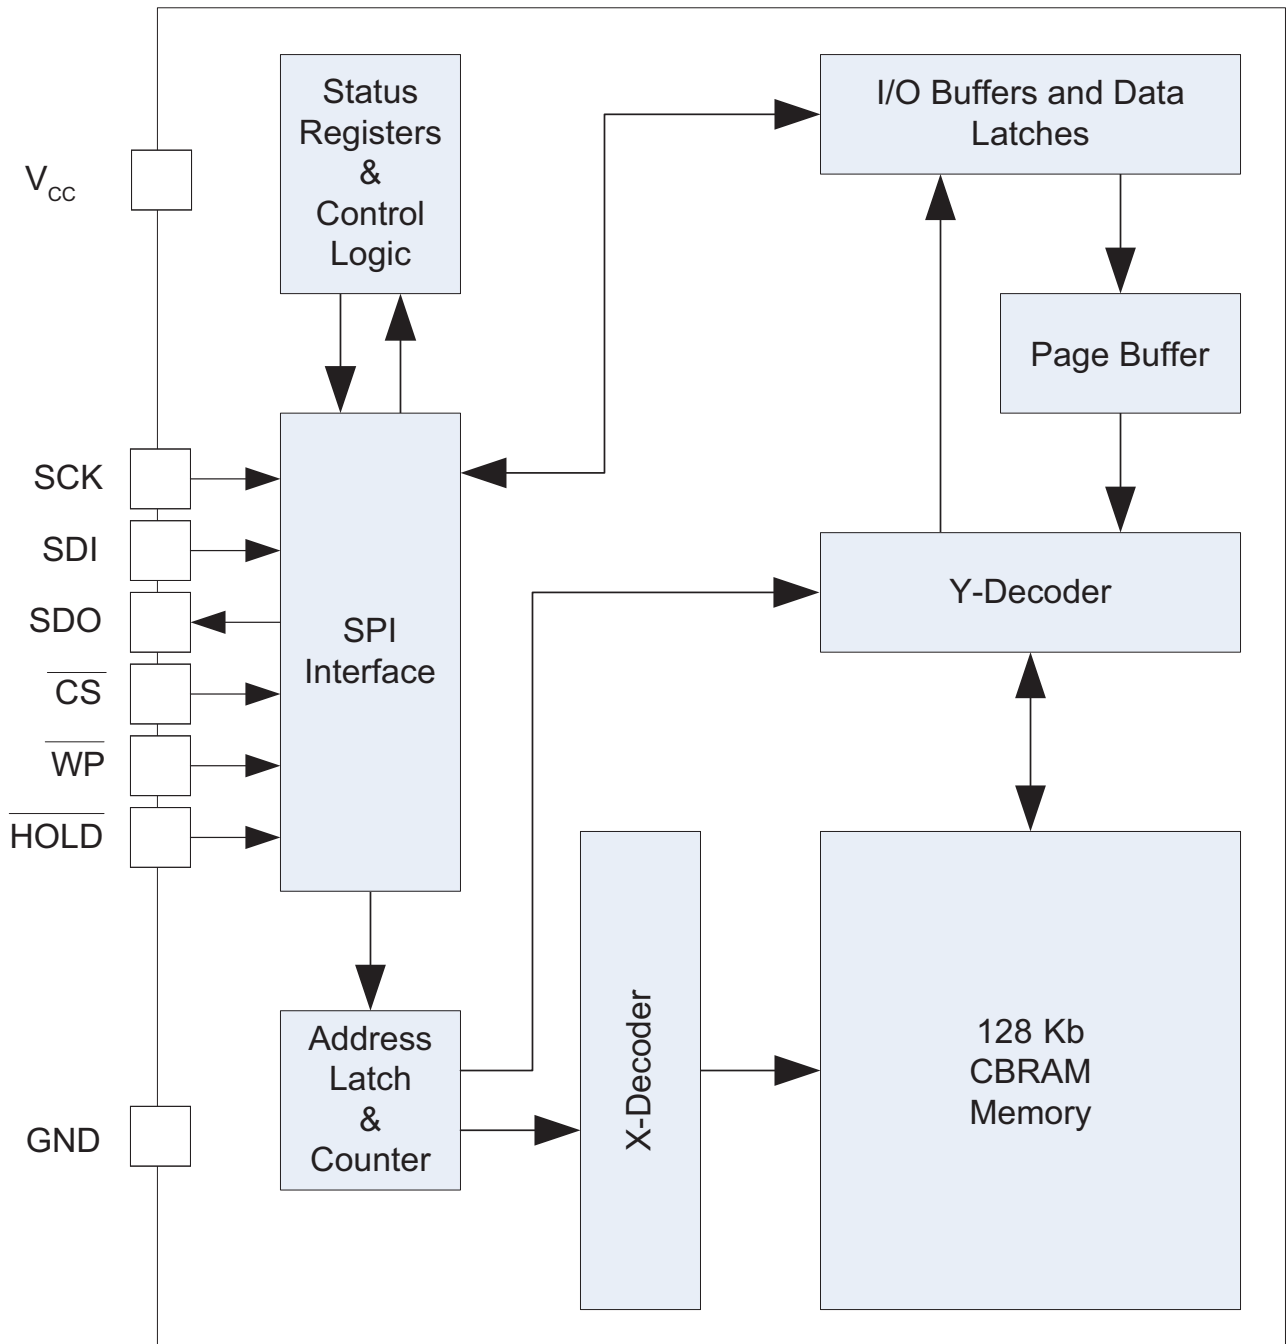 Status
Registers
&
Control
Logic
I/O Buffers and Data
Latches
V_CC
Page Buffer
SCK
SDI
SDO
CS
WP
HOLD
SPI
Interface
Y-Decoder
Address
Latch
&
Counter
X-Decoder
128 Kb
CBRAM
Memory
GND